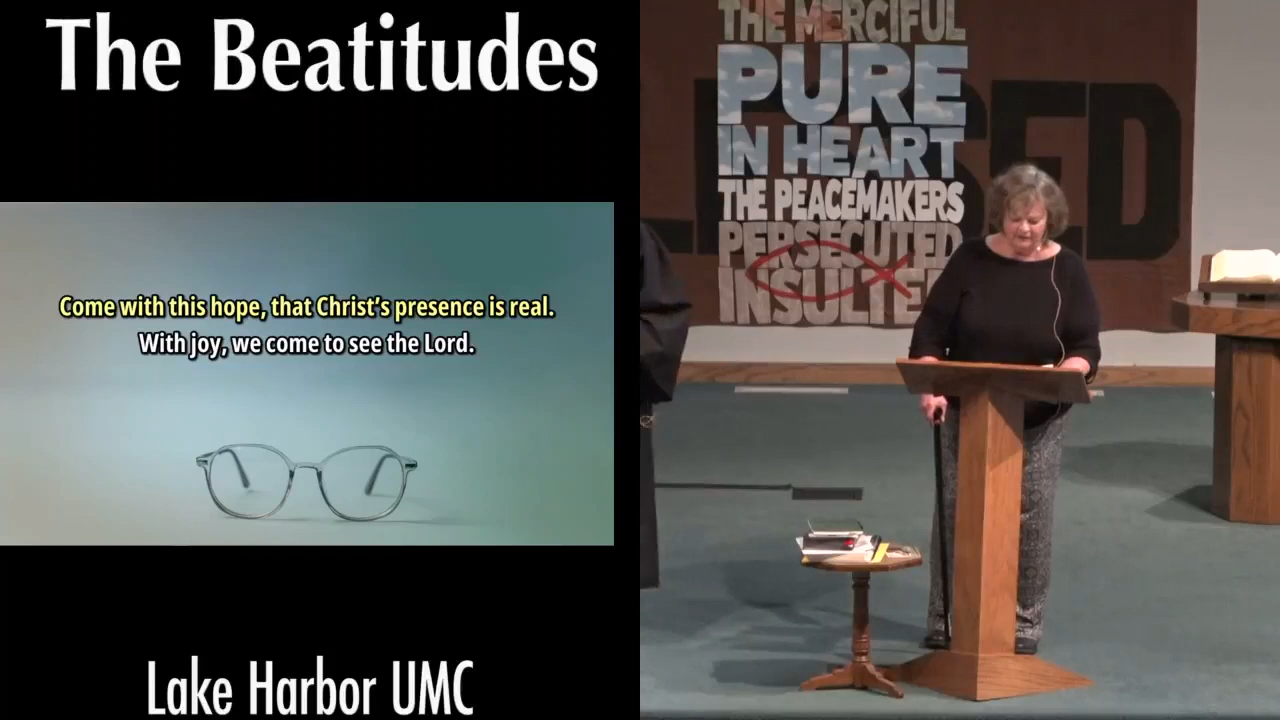 The Beatitudes
Come with this hope, that Christ's presence is real.
With joy, we come to see the Lord.
Lake Harbor UMC
THE MERCIFUL
PURE
IN HEART
THE PEACEMAKERS
PERSECUTED
INSULTED